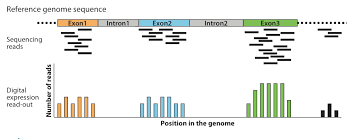 Reference genome sequence
Exon1 Intron1 Exon2 Intron2 Exon3
Sequencing
reads
Number of reads
Digital
expression
read-out
Position in the genome